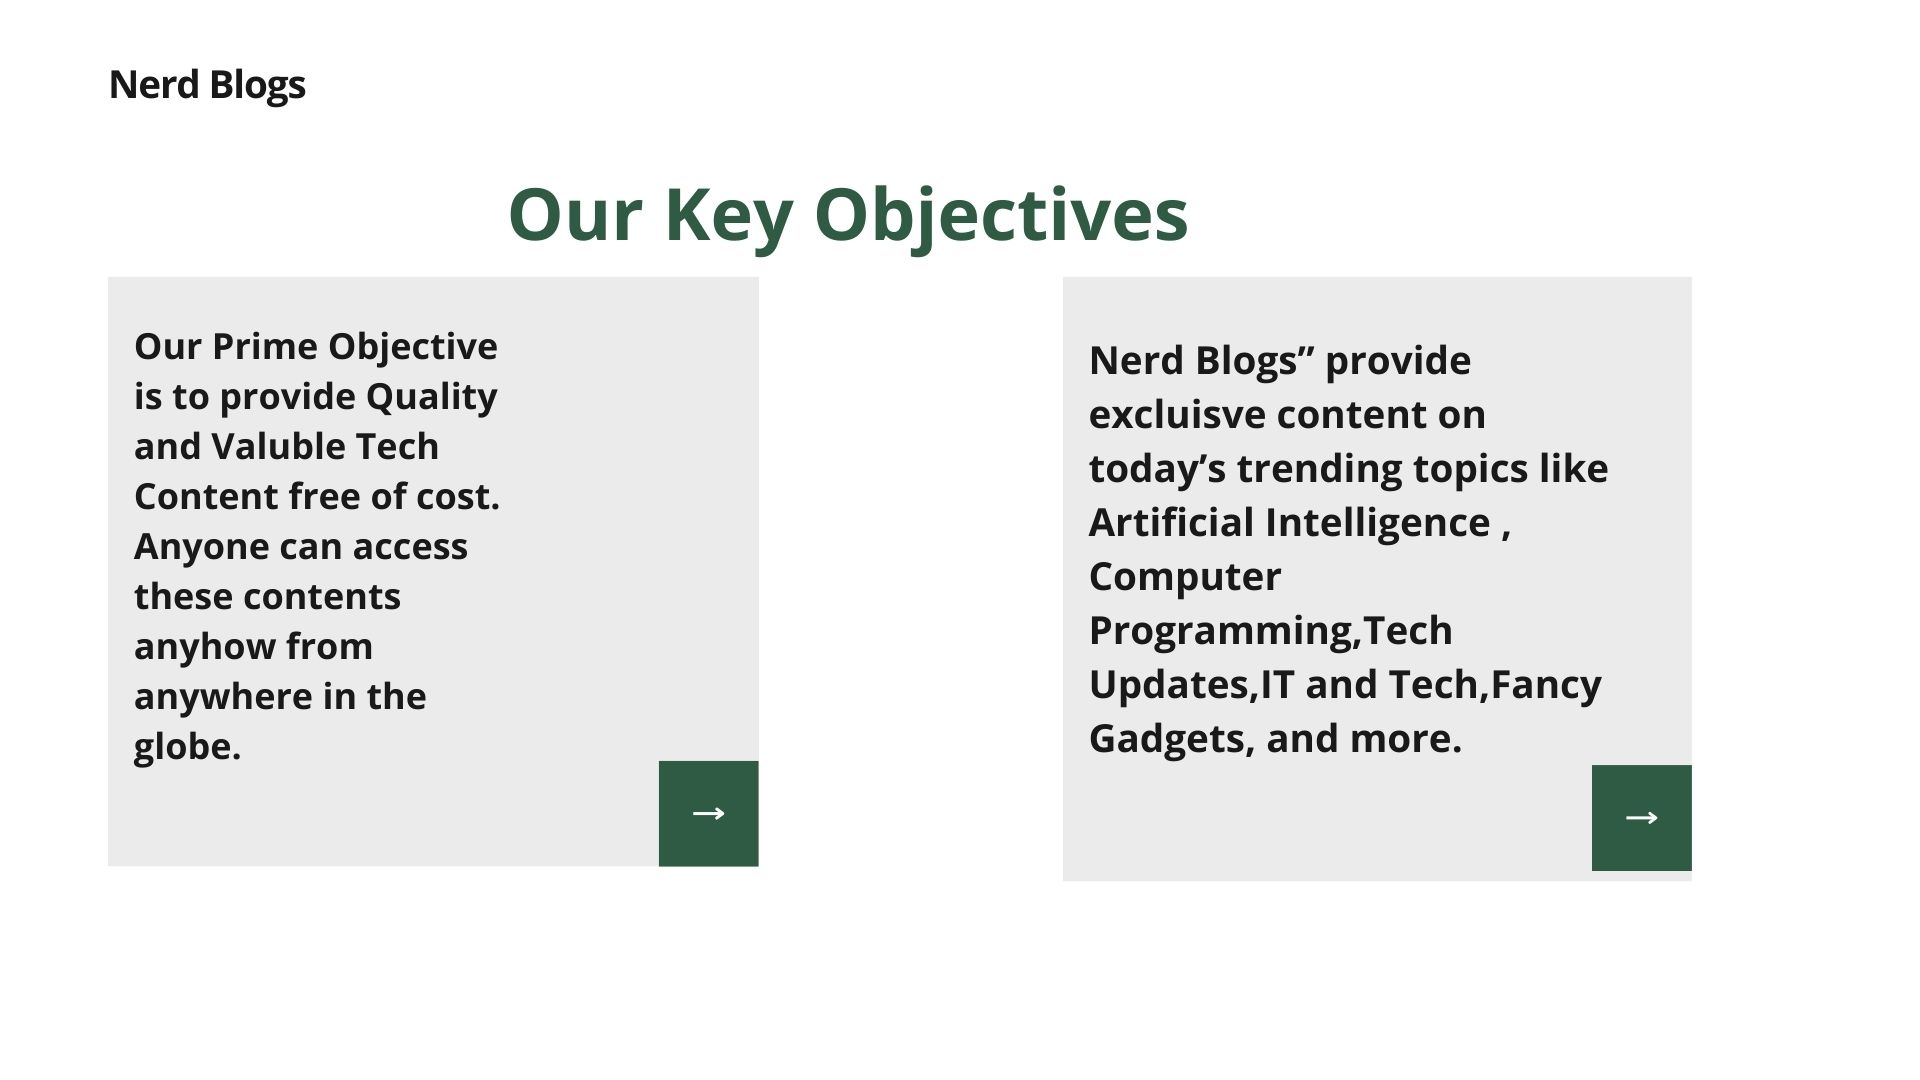 Nerd Blogs
Our Key Objectives
Our Prime Objective
is to provide Quality
and Valuble Tech
Content free of cost.
Anyone can access
these contents
anyhow from
anywhere in the
globe.
Nerd Blogs” provide
excluisve content on
today’s trending topics like
Artificial Intelligence ,
Computer
Programming,Tech
Updates,IT and Tech,Fancy
Gadgets, and more.